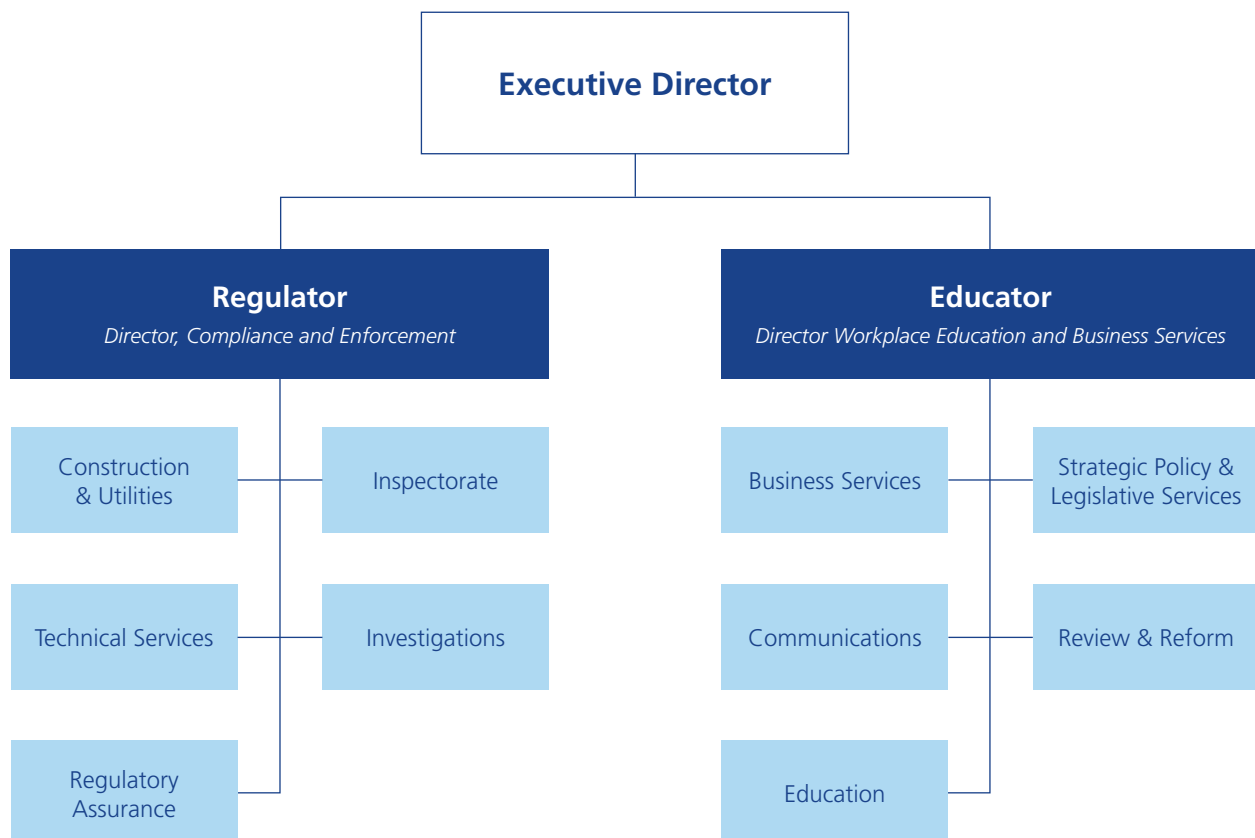 Executive Director
Regulator
Director, Compliance and Enforcement
Educator
Director Workplace Education and Business Services
Construction
& Utilities
Inspectorate
Business Services
Strategic Policy &
Legislative Services
Technical Services
Investigations
Communications
Review & Reform
Regulatory
Assurance
Education